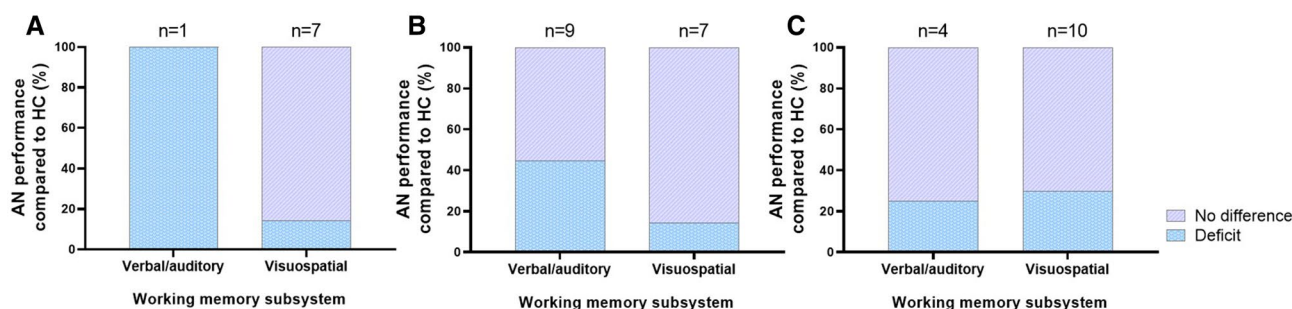 A
n=1
n=7
AN performance
compared to HC (%)
100
80
60
40
20
0
Verbal/auditory
Visuospatial
Working memory subsystem
B
n=9
n=7
AN performance
compared to HC (%)
100
80
60
40
20
0
Verbal/auditory
Visuospatial
Working memory subsystem
C
n=4
n=10
AN performance
compared to HC (%)
100
80
60
40
20
0
Verbal/auditory
Visuospatial
Working memory subsystem
No difference
Deficit